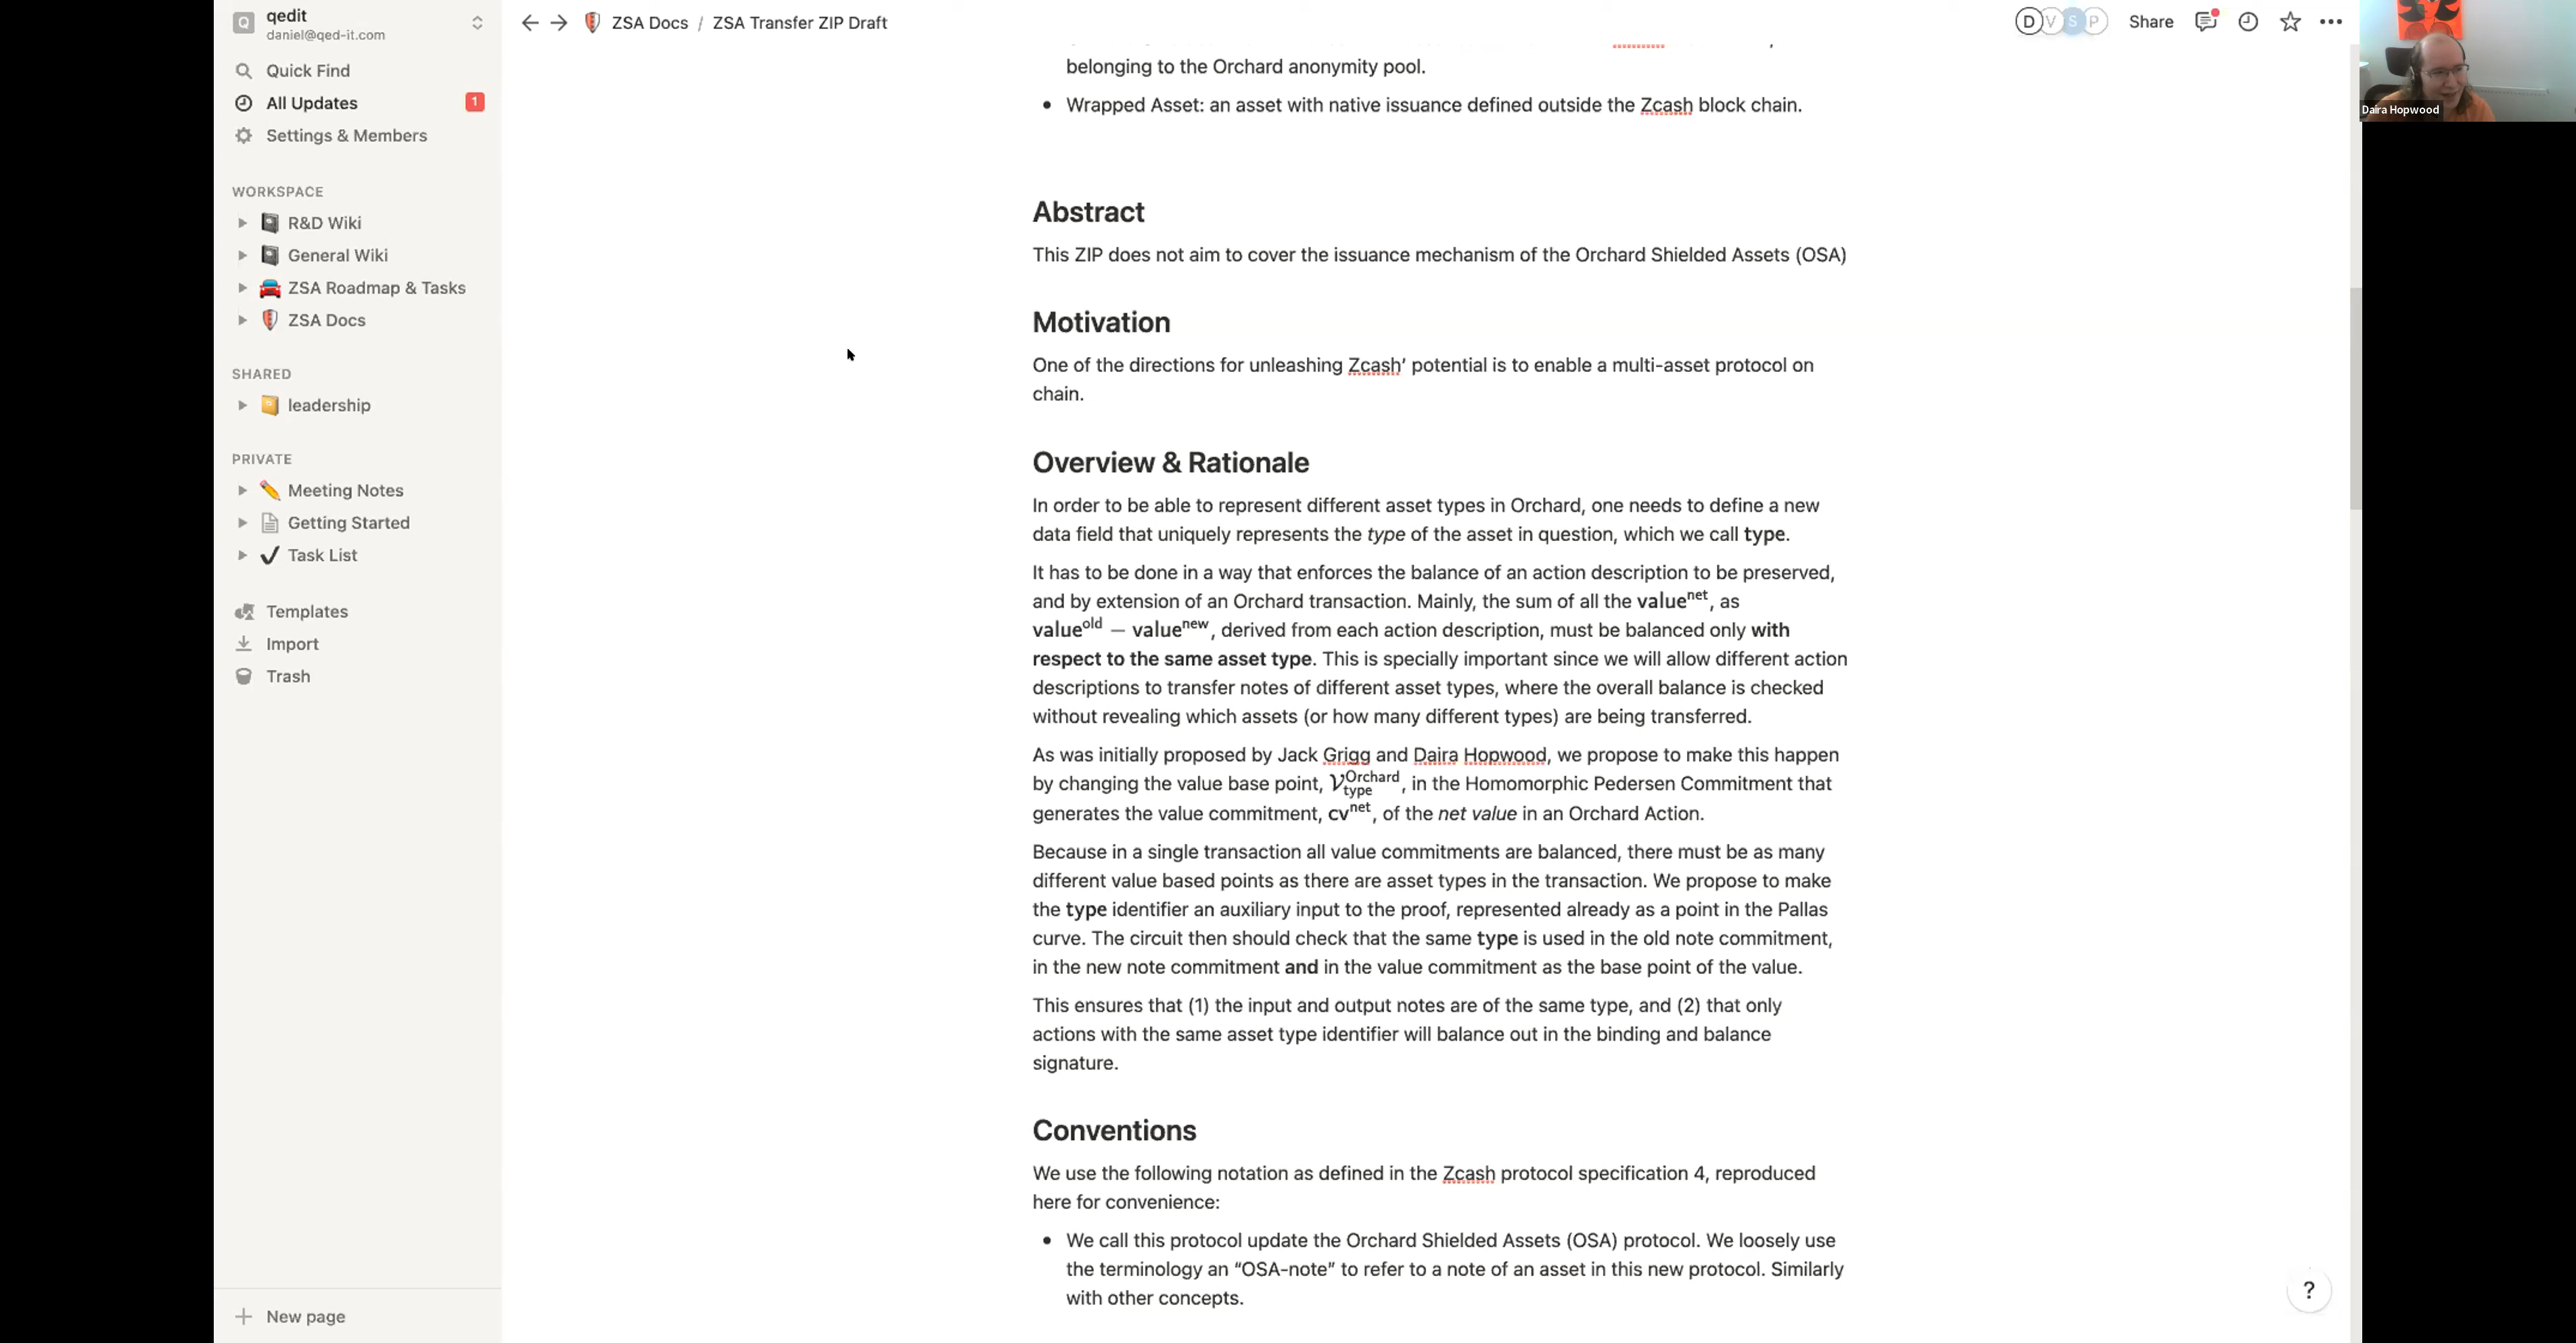 Q
qedit
daniel@qed-it.com
Quick Find
All Updates
1
Settings & Members
WORKSPACE
R&D Wiki
General Wiki
ZSA Roadmap & Tasks
ZSA Docs
SHARED
leadership
PRIVATE
Meeting Notes
Getting Started
Task List
Templates
Import
Trash
New page
ZSA Docs / ZSA Transfer ZIP Draft
D V S P
Share
Daira Hopwood
belonging to the Orchard anonymity pool.
• Wrapped Asset: an asset with native issuance defined outside the Zcash block chain.
Abstract
This ZIP does not aim to cover the issuance mechanism of the Orchard Shielded Assets (OSA)
Motivation
One of the directions for unleashing Zcash’ potential is to enable a multi-asset protocol on
chain.
Overview & Rationale
In order to be able to represent different asset types in Orchard, one needs to define a new
data field that uniquely represents the type of the asset in question, which we call type.
It has to be done in a way that enforces the balance of an action description to be preserved,
and by extension of an Orchard transaction. Mainly, the sum of all the value^net, as
value^old − value^new, derived from each action description, must be balanced only with
respect to the same asset type. This is specially important since we will allow different action
descriptions to transfer notes of different asset types, where the overall balance is checked
without revealing which assets (or how many different types) are being transferred.
As was initially proposed by Jack Grigg and Daira Hopwood, we propose to make this happen
by changing the value base point, 𝒱^Orchard_type, in the Homomorphic Pedersen Commitment that
generates the value commitment, cv^net, of the net value in an Orchard Action.
Because in a single transaction all value commitments are balanced, there must be as many
different value based points as there are asset types in the transaction. We propose to make
the type identifier an auxiliary input to the proof, represented already as a point in the Pallas
curve. The circuit then should check that the same type is used in the old note commitment,
in the new note commitment and in the value commitment as the base point of the value.
This ensures that (1) the input and output notes are of the same type, and (2) that only
actions with the same asset type identifier will balance out in the binding and balance
signature.
Conventions
We use the following notation as defined in the Zcash protocol specification 4, reproduced
here for convenience:
• We call this protocol update the Orchard Shielded Assets (OSA) protocol. We loosely use
the terminology an “OSA-note” to refer to a note of an asset in this new protocol. Similarly
with other concepts.
?